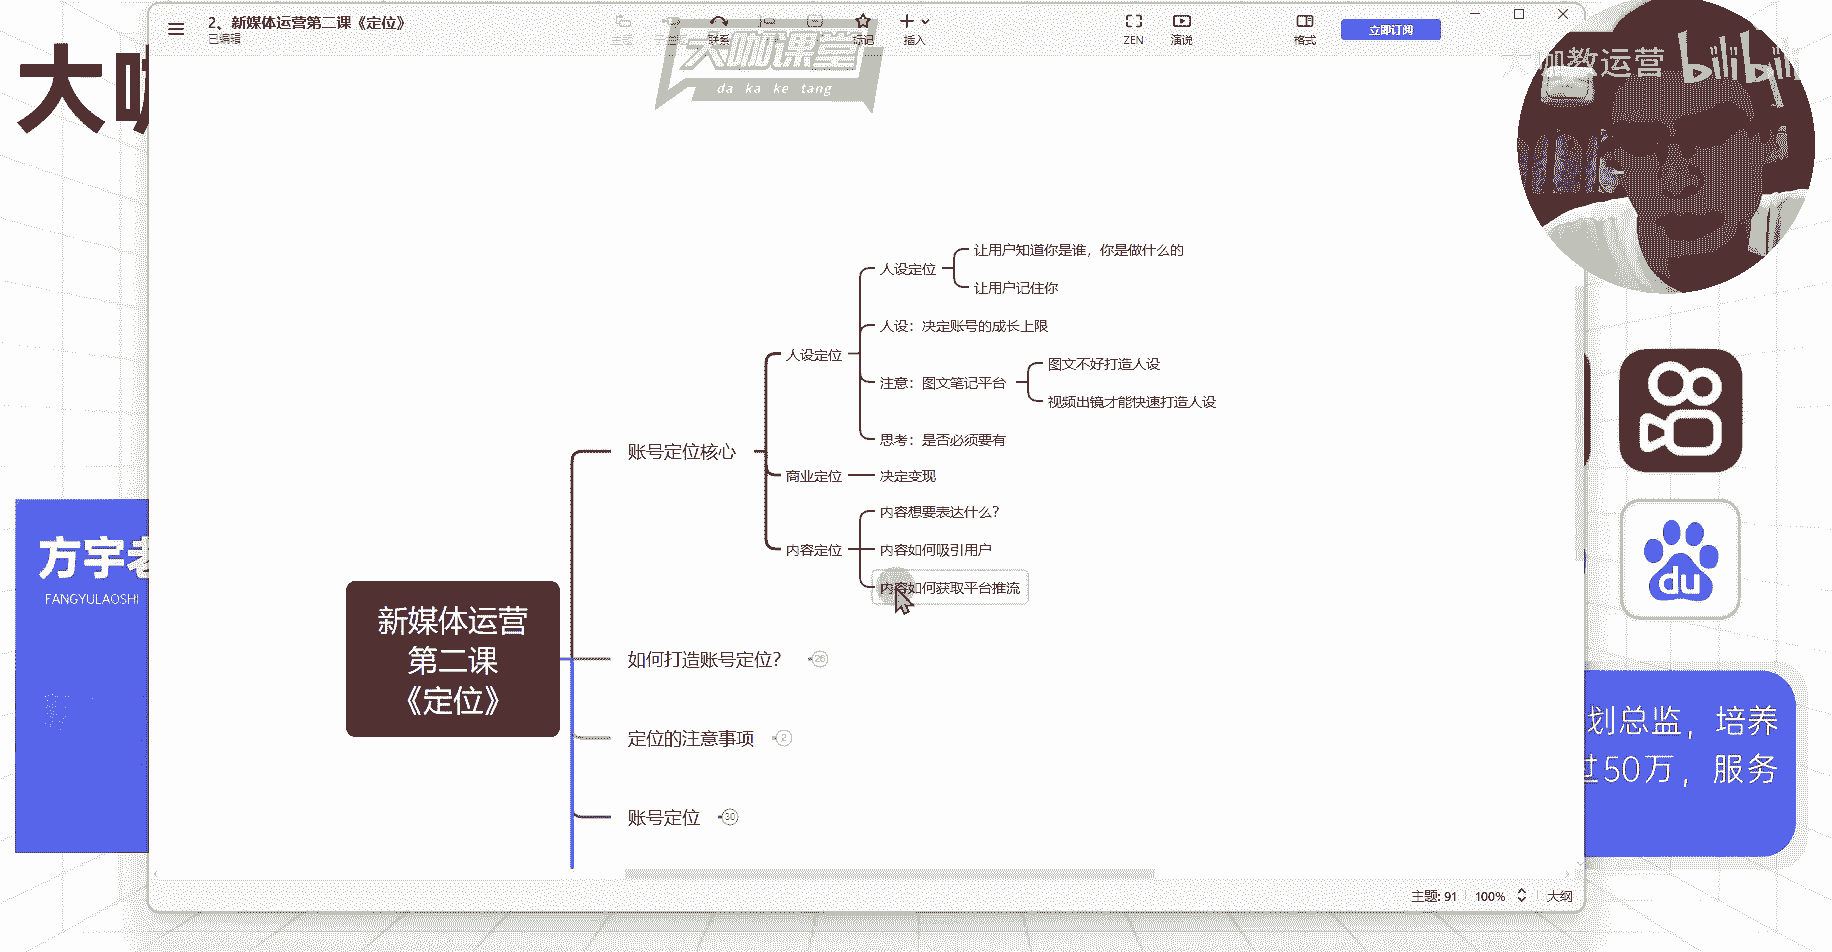 2、新媒体运营第二课《定位》
已编辑
主题
联系
标记
插入
ZEN
演说
格式
立即订阅
大咖课堂
da ka ke tang
大咖教运营 bilibili
大咖
人设定位
让用户知道你是谁，你是做什么的
让用户记住你
人设：决定账号的成长上限
人设定位
注意：图文笔记平台
图文不好打造人设
视频出镜才能快速打造人设
思考：是否必须要有
账号定位核心
商业定位
决定变现
内容想要表达什么？
内容定位
内容如何吸引用户
内容如何获取平台推流
新媒体运营
第二课
《定位》
如何打造账号定位？
26
定位的注意事项
2
账号定位
30
方宇老
FANGYULAOSHI
du
划总监，培养
过50万，服务
主题: 91
100%
大纲